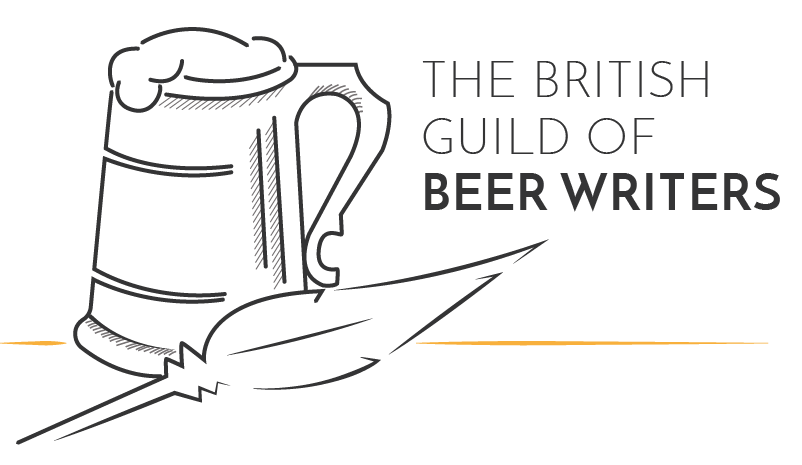 THE BRITISH
GUILD OF
BEER WRITERS